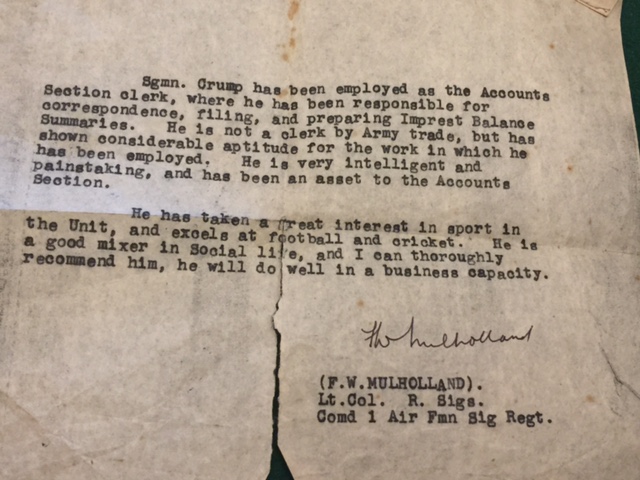 Sgmn. Crump has been employed as the Accounts
Section clerk, where he has been responsible for
correspondence, filing, and preparing Imprest Balance
Summaries. He is not a clerk by Army trade, but has
shown considerable aptitude for the work in which he
has been employed. He is very intelligent and
painstaking, and has been an asset to the Accounts
Section.
He has taken a great interest in sport in
the Unit, and excels at football and cricket. He is
a good mixer in Social life, and I can thoroughly
recommend him, he will do well in a business capacity.
FW Mulholland
(F.W.MULHOLLAND).
Lt.Col. R. Sigs.
Comd 1 Air Fmn Sig Regt.